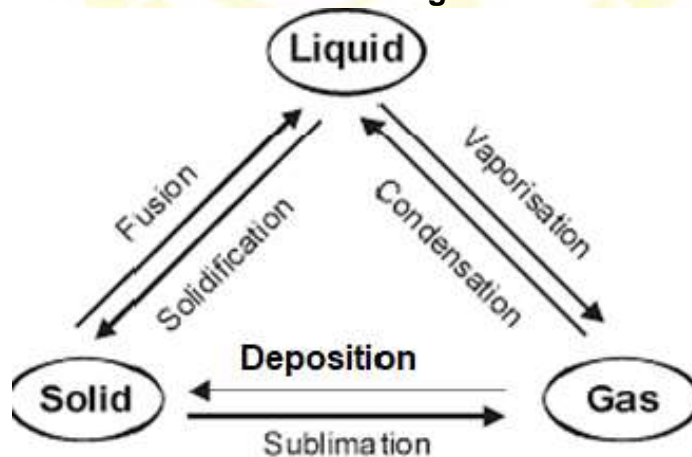 Liquid
Fusion
Solidification
Vaporisation
Condensation
Deposition
Solid
Gas
Sublimation